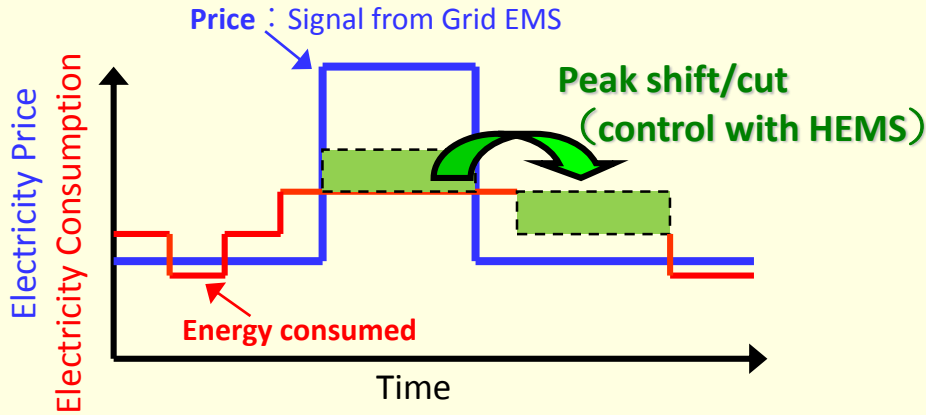 Price：Signal from Grid EMS
Peak shift/cut
（control with HEMS）
Electricity Price
Electricity Consumption
Energy consumed
Time